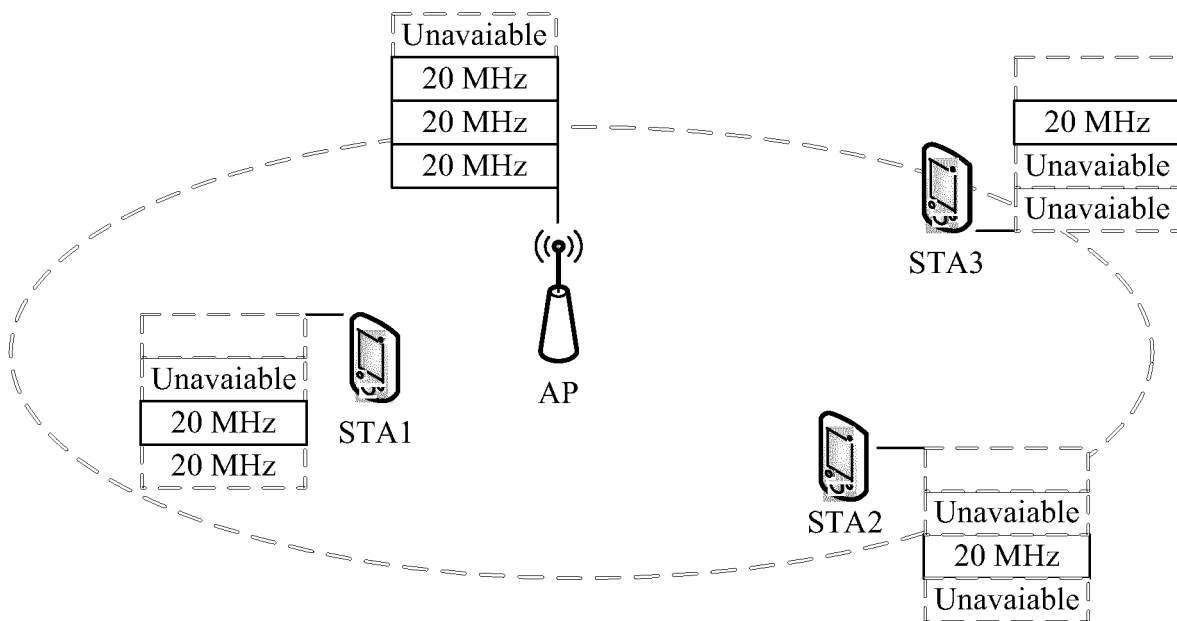 Unavaiable
20 MHz
20 MHz
20 MHz
20 MHz
Unavaiable
Unavaiable
STA3
AP
Unavaiable
20 MHz
20 MHz
STA1
STA2
Unavaiable
20 MHz
Unavaiable